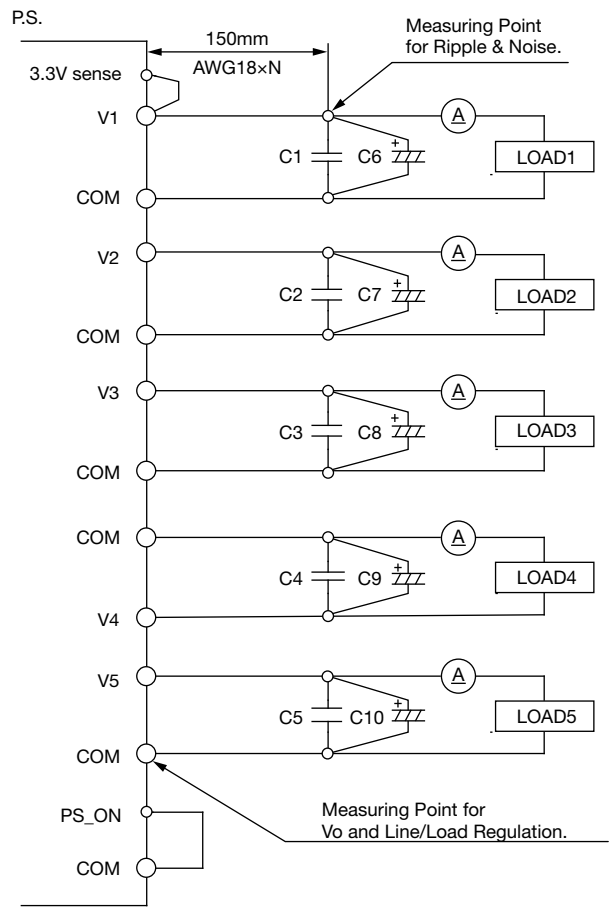 P.S.
150mm
AWG18×N
Measuring Point
for Ripple & Noise.
3.3V sense
V1
A
C1
C6
+
LOAD1
COM
V2
A
C2
C7
+
LOAD2
COM
V3
A
C3
C8
+
LOAD3
COM
COM
A
C4
C9
+
LOAD4
V4
V5
A
C5
C10
+
LOAD5
COM
PS_ON
COM
Measuring Point for
Vo and Line/Load Regulation.